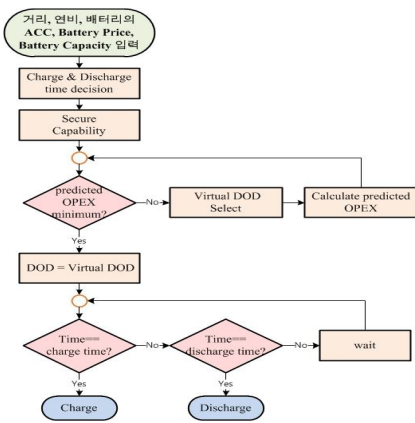 거리, 연비, 배터리의
ACC, Battery Price,
Battery Capacity 입력
Charge & Discharge
time decision
Secure
Capability
predicted
OPEX
minimum?
No
Virtual DOD
Select
Calculate predicted
OPEX
Yes
DOD = Virtual DOD
Time==
charge time?
No
Time==
discharge time?
No
wait
Yes
Yes
Charge
Discharge